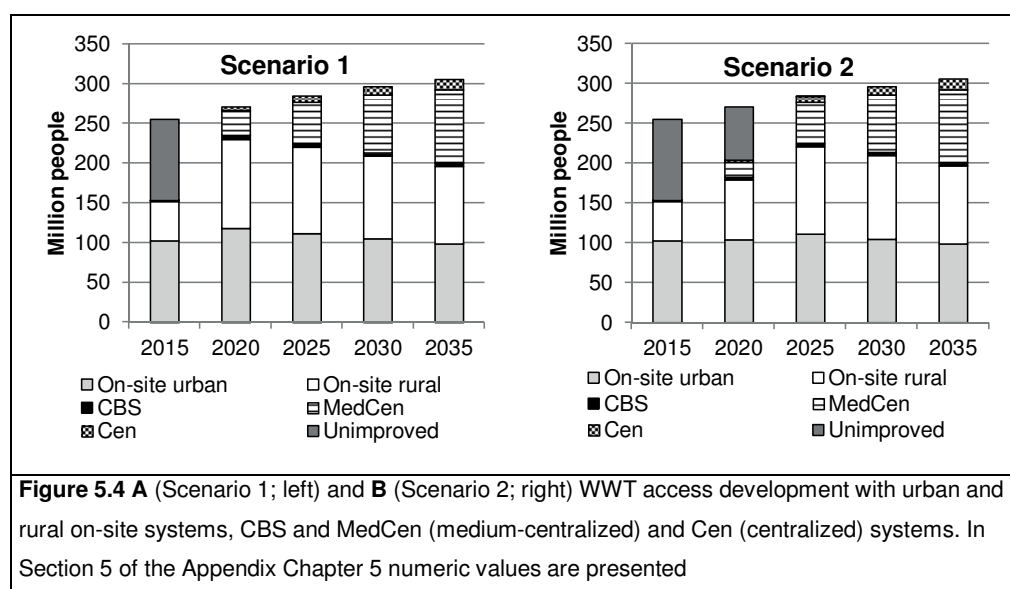 350
300
250
200
150
100
50
0
Million people
Scenario 1
2015 2020 2025 2030 2035
On-site urban On-site rural
CBS MedCen
Cen Unimproved
350
300
250
200
150
100
50
0
Million people
Scenario 2
2015 2020 2025 2030 2035
On-site urban On-site rural
CBS MedCen
Cen Unimproved
Figure 5.4 A (Scenario 1; left) and B (Scenario 2; right) WWT access development with urban and
rural on-site systems, CBS and MedCen (medium-centralized) and Cen (centralized) systems. In
Section 5 of the Appendix Chapter 5 numeric values are presented